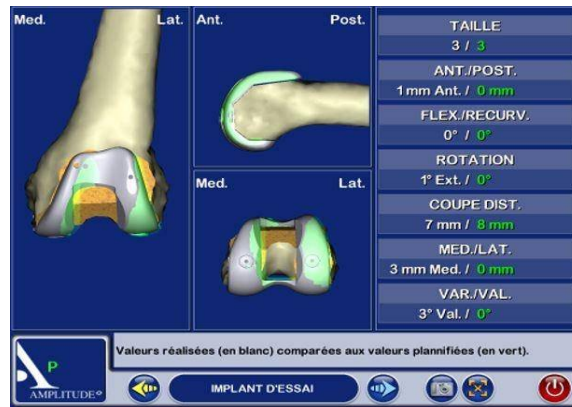 Med. Lat.
Ant. Post.
Med. Lat.
TAILLE
3 / 3
ANT./POST.
1 mm Ant. / 0 mm
FLEX./RECURV.
0° / 0°
ROTATION
1° Ext. / 0°
COUPE DIST.
7 mm / 8 mm
MED./LAT.
3 mm Med. / 0 mm
VAR./VAL.
3° Val. / 0°
Valeurs réalisées (en blanc) comparées aux valeurs plannifiées (en vert).
P
AMPLITUDE
IMPLANT D'ESSAI